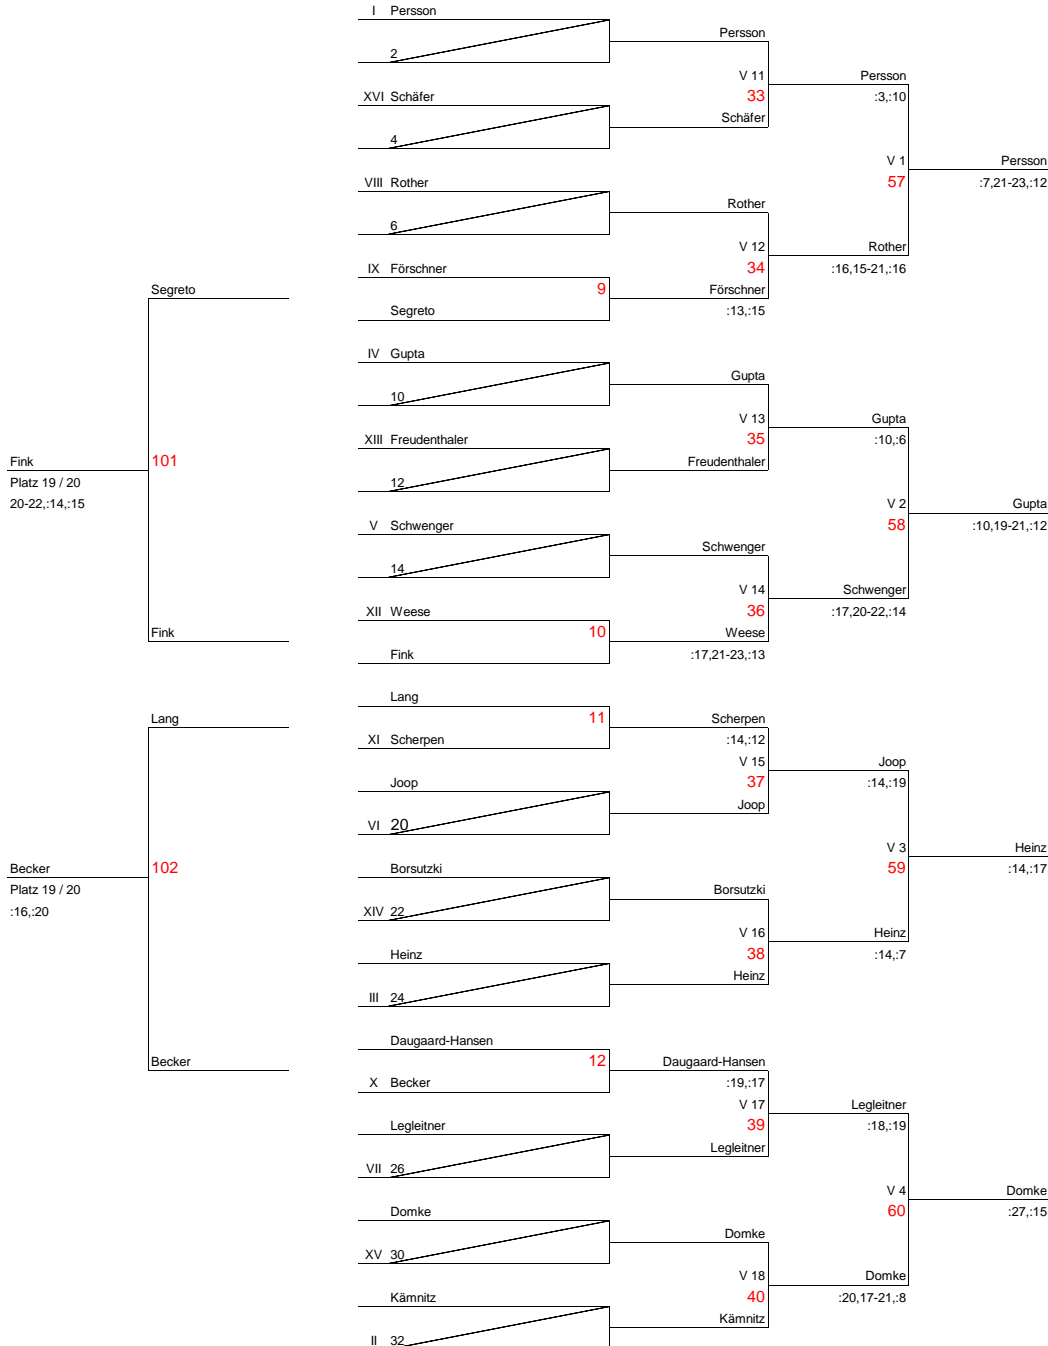 I Persson
Persson
2
V 11 Persson
XVI Schäfer 33 :3,:10
Schäfer
4
V 1 Persson
VIII Rother 57 :7,21-23,:12
Rother
6
V 12 Rother
IX Förschner 34 :16,15-21,:16
Segreto 9 Förschner
Segreto :13,:15
IV Gupta
Gupta
10
V 13 Gupta
XIII Freudenthaler 35 :10,:6
Fink 101 Freudenthaler
Platz 19 / 20 12
20-22,:14,:15 V 2 Gupta
V Schwenger 58 :10,19-21,:12
Schwenger
14
V 14 Schwenger
XII Weese 36 :17,20-22,:14
Fink 10 Weese
Fink :17,21-23,:13
Lang
Lang 11 Scherpen
XI Scherpen :14,:12
V 15 Joop
Joop 37 :14,:19
Joop
VI 20
V 3 Heinz
Becker 102 Borsutzki 59 :14,:17
Platz 19 / 20 Borsutzki
:16,:20 XIV 22
V 16 Heinz
Heinz 38 :14,:7
Heinz
III 24
Daugaard-Hansen
Becker 12 Daugaard-Hansen
X Becker :19,:17
V 17 Legleitner
Legleitner 39 :18,:19
Legleitner
VII 26
V 4 Domke
Domke 60 :27,:15
Domke
XV 30
V 18 Domke
Kämnitz 40 :20,17-21,:8
Kämnitz
II 32